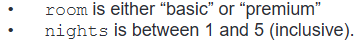 • room is either “basic” or “premium”
• nights is between 1 and 5 (inclusive).